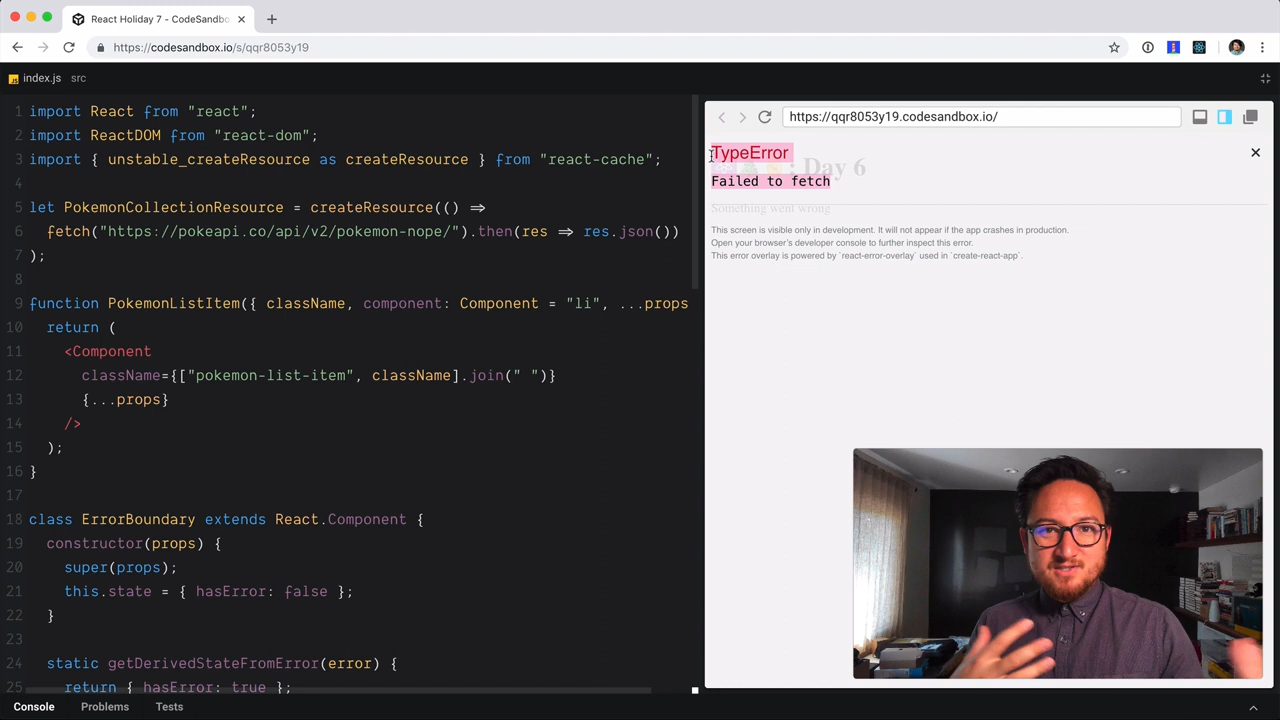 React Holiday 7 - CodeSandbo
https://codesandbox.io/s/qqr8053y19
index.js src
1 import React from "react";
2 import ReactDOM from "react-dom";
3 import { unstable_createResource as createResource } from "react-cache";
4
5 let PokemonCollectionResource = createResource(() =>
6 fetch("https://pokeapi.co/api/v2/pokemon-nope/").then(res => res.json())
7 );
8
9 function PokemonListItem({ className, component: Component = "li", ...props
10 return (
11 <Component
12 className={["pokemon-list-item", className].join(" ")}
13 {...props}
14 />
15 );
16 }
17
18 class ErrorBoundary extends React.Component {
19 constructor(props) {
20 super(props);
21 this.state = { hasError: false };
22 }
23
24 static getDerivedStateFromError(error) {
25 return { hasError: true };
https://qqr8053y19.codesandbox.io/
TypeError
: Day 6
Failed to fetch
Something went wrong
This screen is visible only in development. It will not appear if the app crashes in production.
Open your browser's developer console to further inspect this error.
This error overlay is powered by `react-error-overlay` used in `create-react-app`.
Console Problems Tests